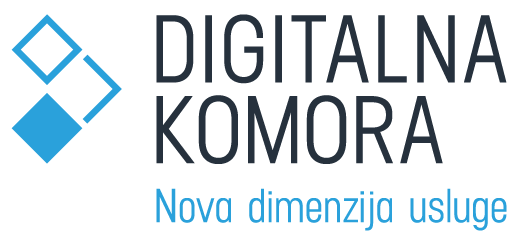 DIGITALNA
KOMORA
Nova dimenzija usluge